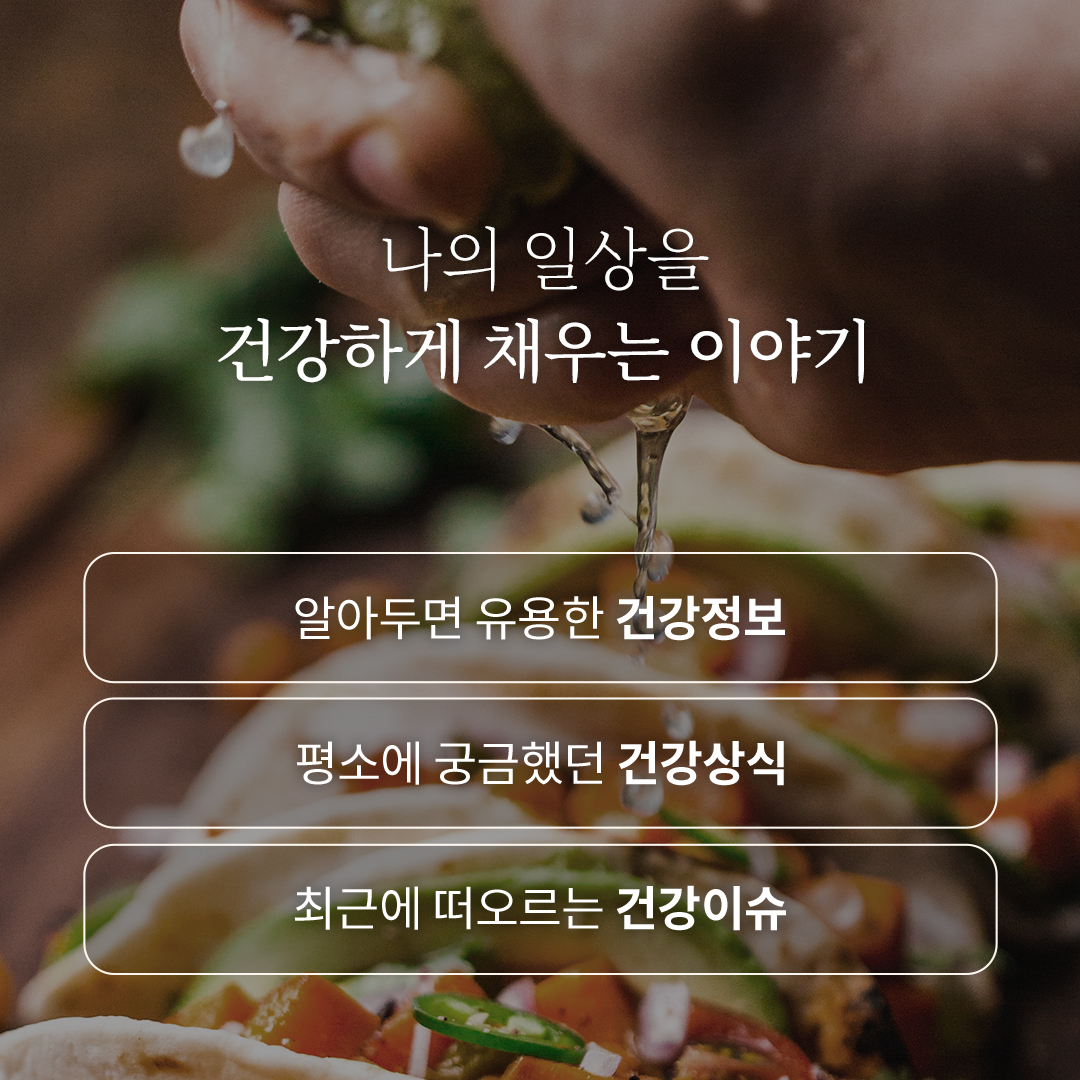 나의 일상을
건강하게 채우는 이야기
알아두면 유용한 건강정보
평소에 궁금했던 건강상식
최근에 떠오르는 건강이슈